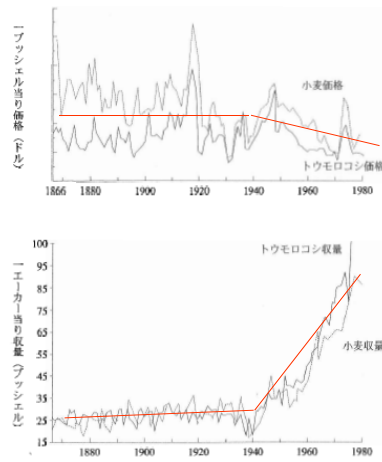 一ブッシェル当り価格(ドル)
小麦価格
トウモロコシ価格
1866 1880 1900 1920 1940 1960 1980
一エーカー当り収量(ブッシェル)
100
95
85
75
65
55
45
35
25
15
トウモロコシ収量
小麦収量
1880 1900 1920 1940 1960 1980